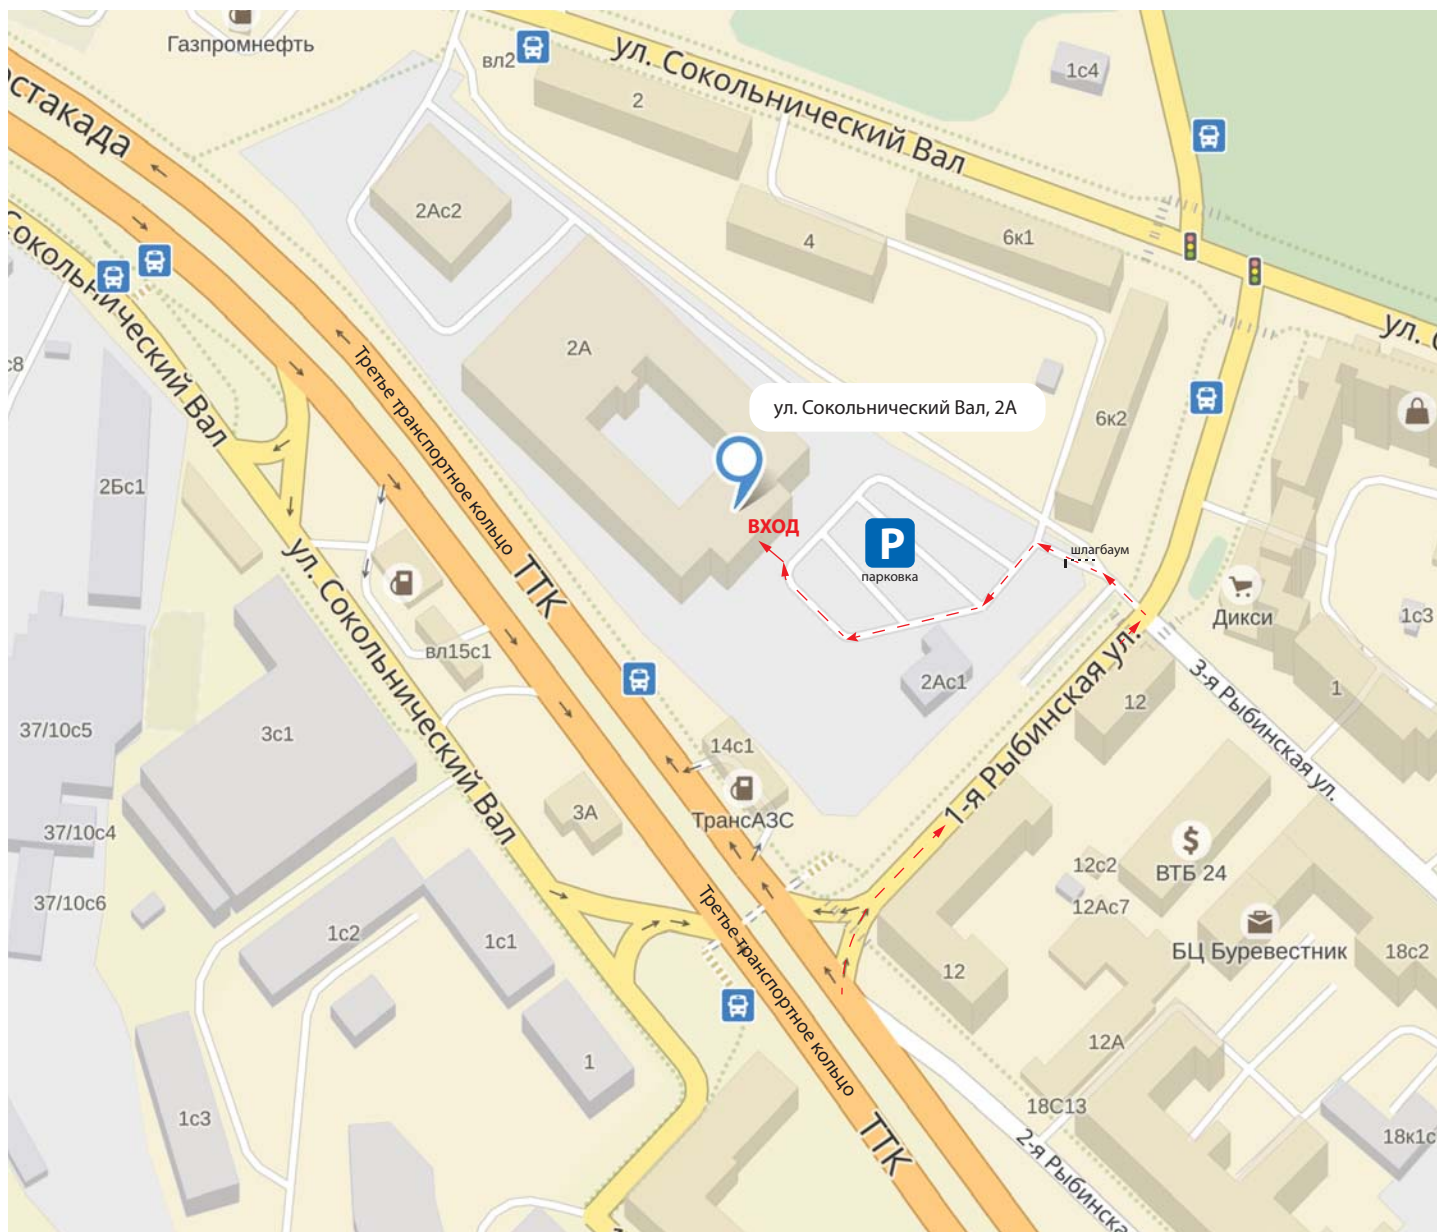 Газпромнефть
вл2
ул. Сокольнический Вал
1с4
2
стакада
2Ас2
4
6к1
Сокольнический Вал
ул. С
с8
2А
Третье транспортное кольцо
ул. Сокольнический Вал, 2А
6к2
2Бс1
ВХОД
P
парковка
шлагбаум
ТТК
ул. Сокольнический Вал
Дикси
1с3
вл15с1
2Ас1
12
3-я Рыбинская ул.
1
37/10с5
3с1
14с1
1-я Рыбинская ул.
ТрансАЗС
3А
37/10с4
12с2
ВТБ 24
37/10с6
12Ас7
Третье транспортное кольцо
1с2
1с1
12
БЦ Буревестник
18с2
12А
1
1с3
18С13
18к1с
ТТК
2-я Рыбинска